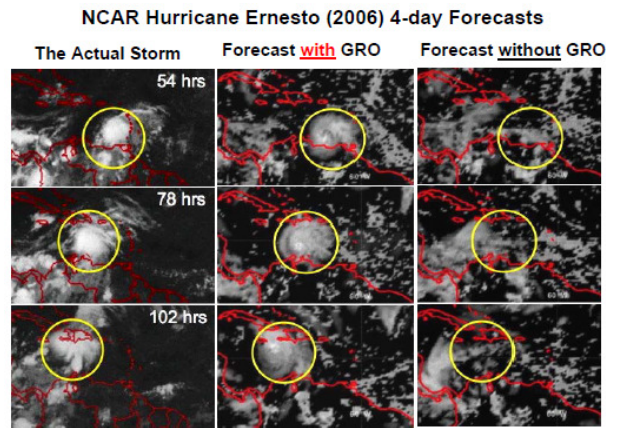 NCAR Hurricane Ernesto (2006) 4-day Forecasts
The Actual Storm
Forecast with GRO
Forecast without GRO
54 hrs
78 hrs
102 hrs